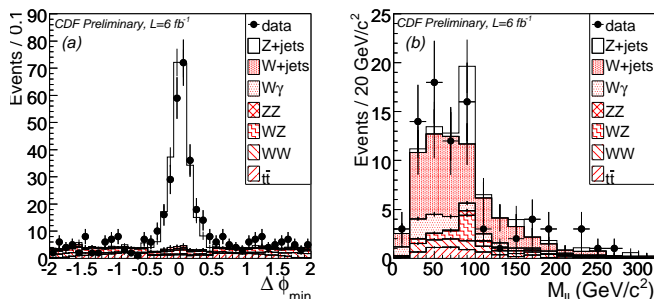 CDF Preliminary, L=6 fb⁻¹
(a)
data
Z+jets
W+jets
Wγ
ZZ
WZ
WW
tt̄
Events/ 0.1
80
70
60
50
40
30
20
10
0
-2 -1.5 -1 -0.5 0 0.5 1 1.5 2
Δ ϕmin
CDF Preliminary, L=6 fb⁻¹
(b)
data
Z+jets
W+jets
Wγ
ZZ
WZ
WW
tt̄
Events / 20 GeV/c²
25
20
15
10
5
0
0 50 100 150 200 250 300
M_ll (GeV/c²)